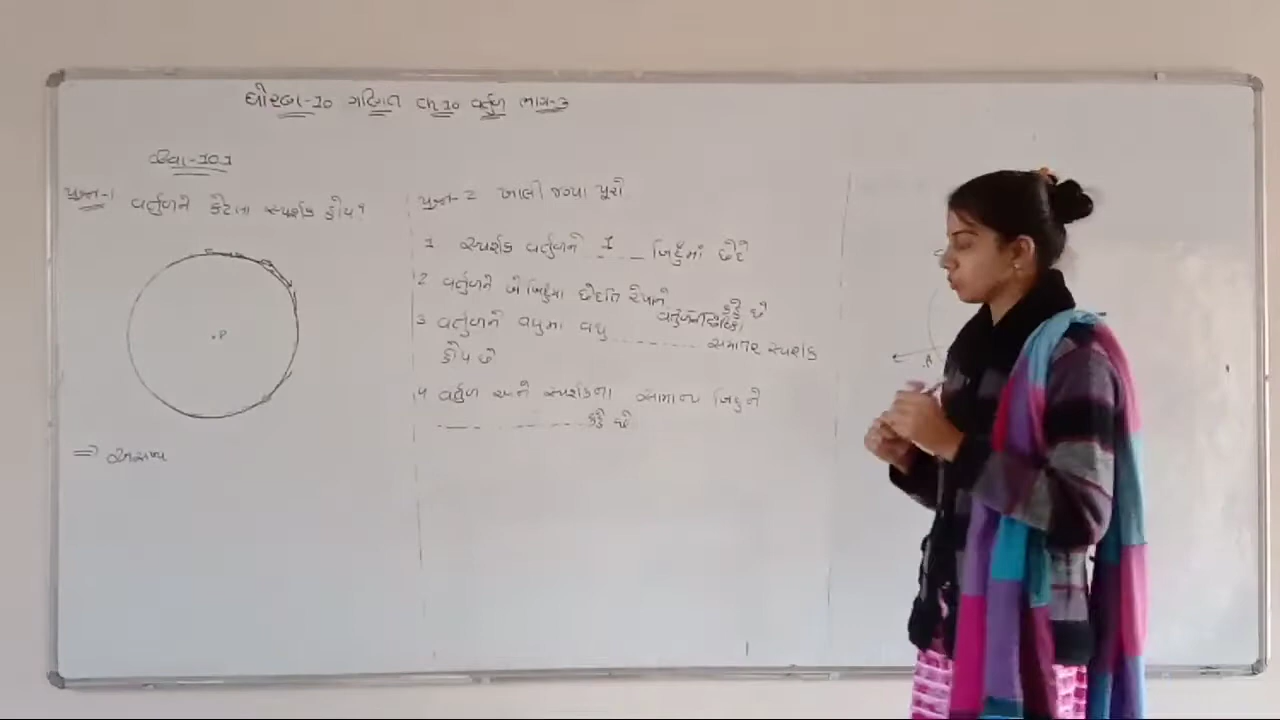 ધોરણ-10 ગણિત ch 10 વર્તુળ ભાગ-3
સ્વા-10.1
પ્રશ્ન-1 વર્તુળને કેટલા સ્પર્શક હોય?
P
⇒ અસંખ્ય
પ્રશ્ન-2 ખાલી જગ્યા પૂરો
1 સ્પર્શક વર્તુળને 1 બિંદુમાં છેદે
2 વર્તુળને બે બિંદુમાં છેદતિ રેખાને
વર્તુળની છેદિકા કહે છે
3 વર્તુળને વધુમા વધુ ........ સમાંતર સ્પર્શક
હોય છે
4 વર્તુળ અને સ્પર્શકના સામાન્ય બિંદુને
........ કહે છે
A